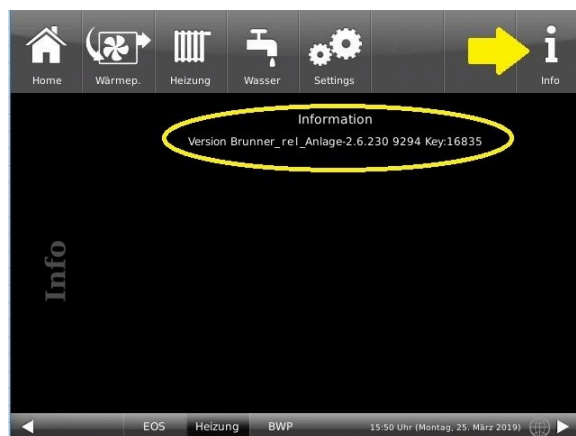 Home Wärmep. Heizung Wasser Settings Info
Information
Version Brunner_rel_Anlage-2.6.230 9294 Key:16835
Info
EOS Heizung BWP 15:50 Uhr (Montag, 25. März 2019)